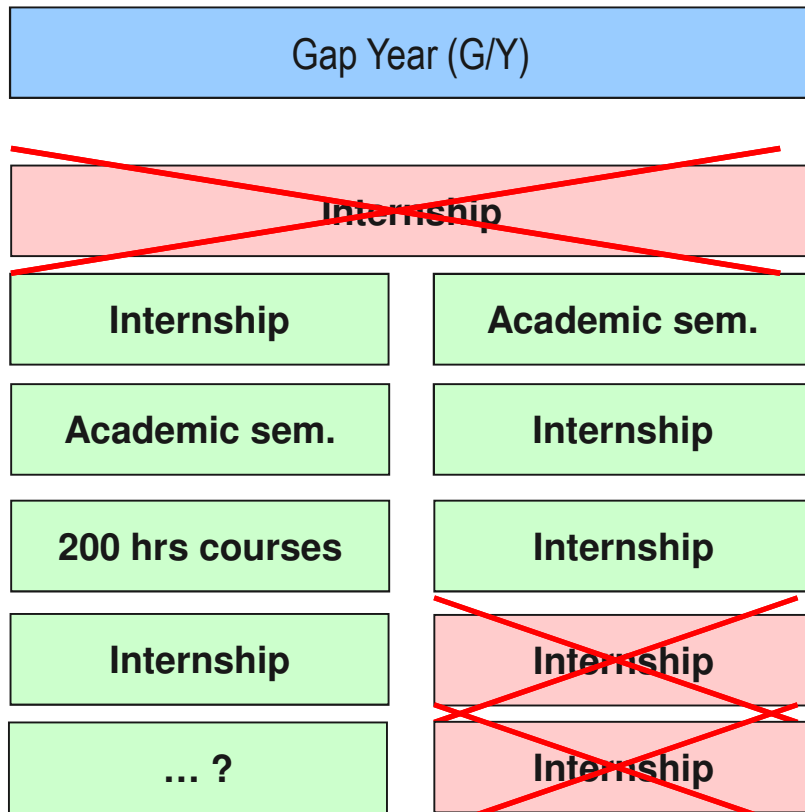 Gap Year (G/Y)
Internship
Internship Academic sem.
Academic sem. Internship
200 hrs courses Internship
Internship Internship
... ? Internship